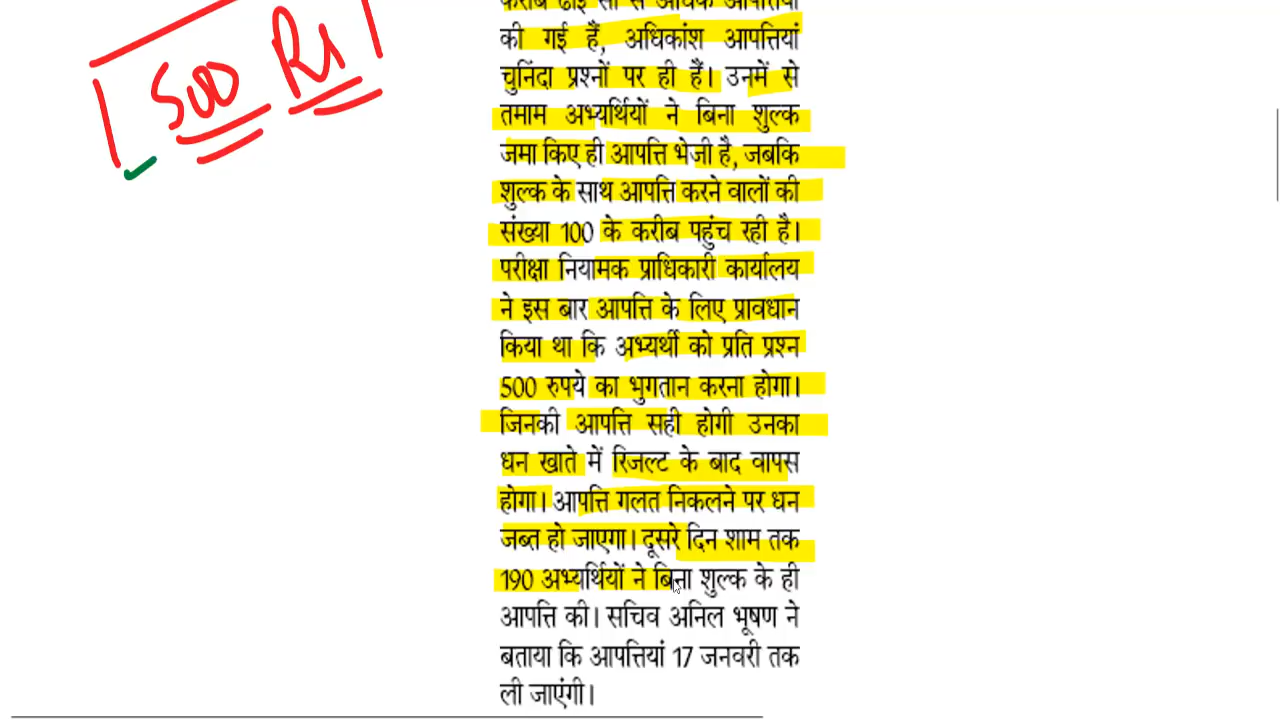 500 Rs
करीब ढाई सौ से अधिक आपत्तियां
की गई हैं, अधिकांश आपत्तियां
चुनिंदा प्रश्नों पर ही हैं। उनमें से
तमाम अभ्यर्थियों ने बिना शुल्क
जमा किए ही आपत्ति भेजी है, जबकि
शुल्क के साथ आपत्ति करने वालों की
संख्या 100 के करीब पहुंच रही है।
परीक्षा नियामक प्राधिकारी कार्यालय
ने इस बार आपत्ति के लिए प्रावधान
किया था कि अभ्यर्थी को प्रति प्रश्न
500 रुपये का भुगतान करना होगा।
जिनकी आपत्ति सही होगी उनका
धन खाते में रिजल्ट के बाद वापस
होगा। आपत्ति गलत निकलने पर धन
जब्त हो जाएगा। दूसरे दिन शाम तक
190 अभ्यर्थियों ने बिना शुल्क के ही
आपत्ति की। सचिव अनिल भूषण ने
बताया कि आपत्तियां 17 जनवरी तक
ली जाएंगी।